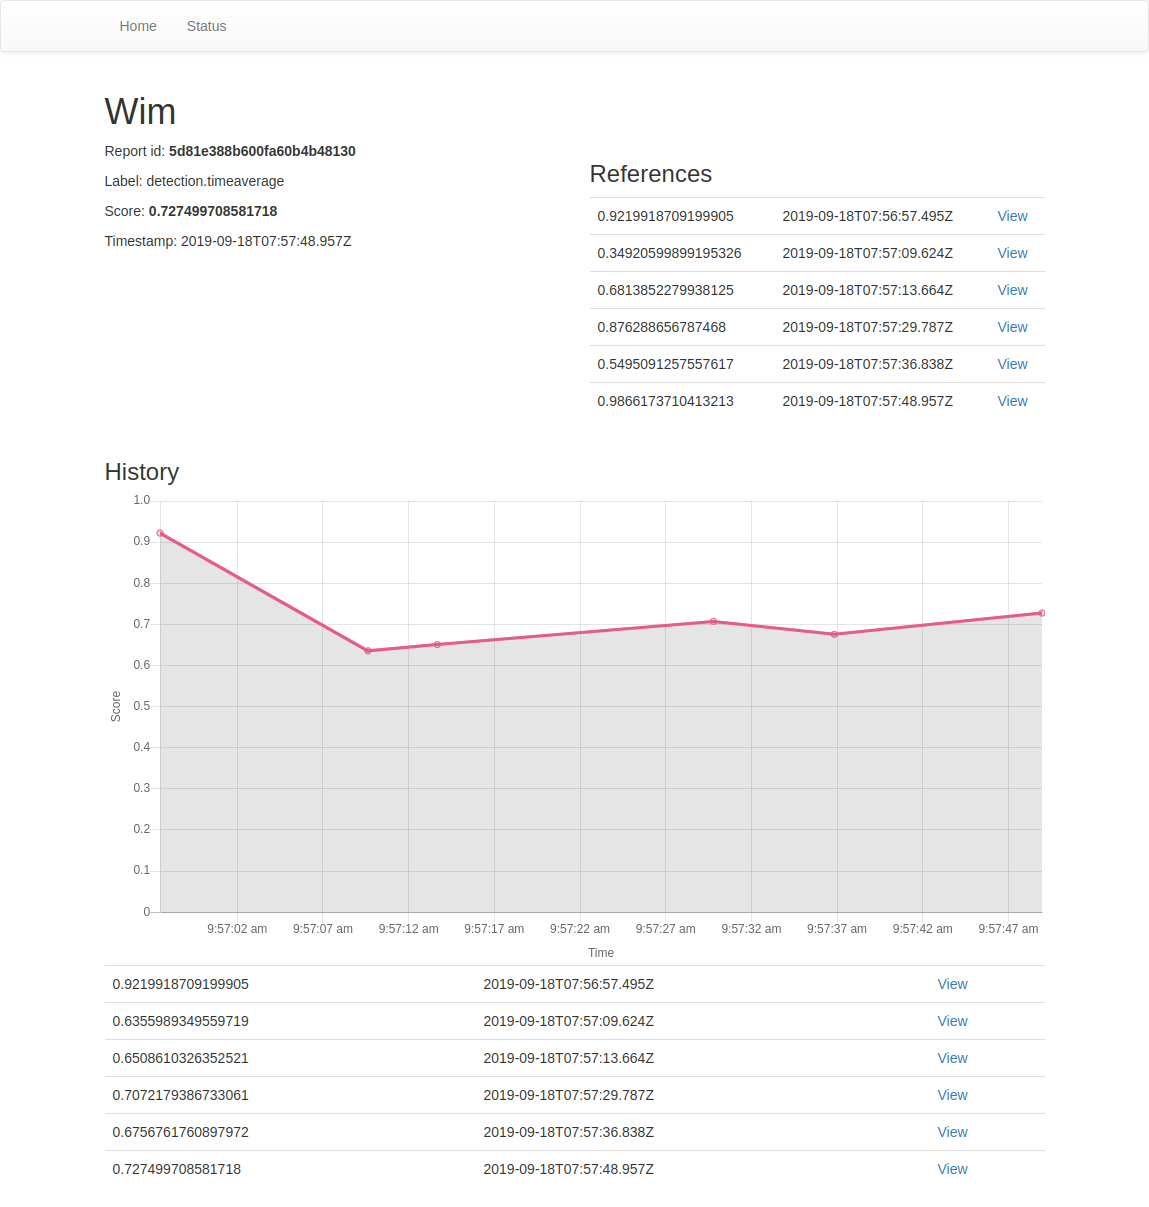 Home Status
Wim
Report id: 5d81e388b600fa60b4b48130
Label: detection.timeaverage
Score: 0.727499708581718
Timestamp: 2019-09-18T07:57:48.957Z
References
0.9219918709199905 2019-09-18T07:56:57.495Z View
0.34920599899195326 2019-09-18T07:57:09.624Z View
0.6813852279938125 2019-09-18T07:57:13.664Z View
0.876288656787468 2019-09-18T07:57:29.787Z View
0.5495091257557617 2019-09-18T07:57:36.838Z View
0.9866173710413213 2019-09-18T07:57:48.957Z View
History
1.0
0.9
0.8
0.7
0.6
0.5
0.4
0.3
0.2
0.1
0
Score
9:57:02 am 9:57:07 am 9:57:12 am 9:57:17 am 9:57:22 am 9:57:27 am 9:57:32 am 9:57:37 am 9:57:42 am 9:57:47 am
Time
0.9219918709199905 2019-09-18T07:56:57.495Z View
0.6355989349559719 2019-09-18T07:57:09.624Z View
0.6508610326352521 2019-09-18T07:57:13.664Z View
0.7072179386733061 2019-09-18T07:57:29.787Z View
0.6756761760897972 2019-09-18T07:57:36.838Z View
0.727499708581718 2019-09-18T07:57:48.957Z View